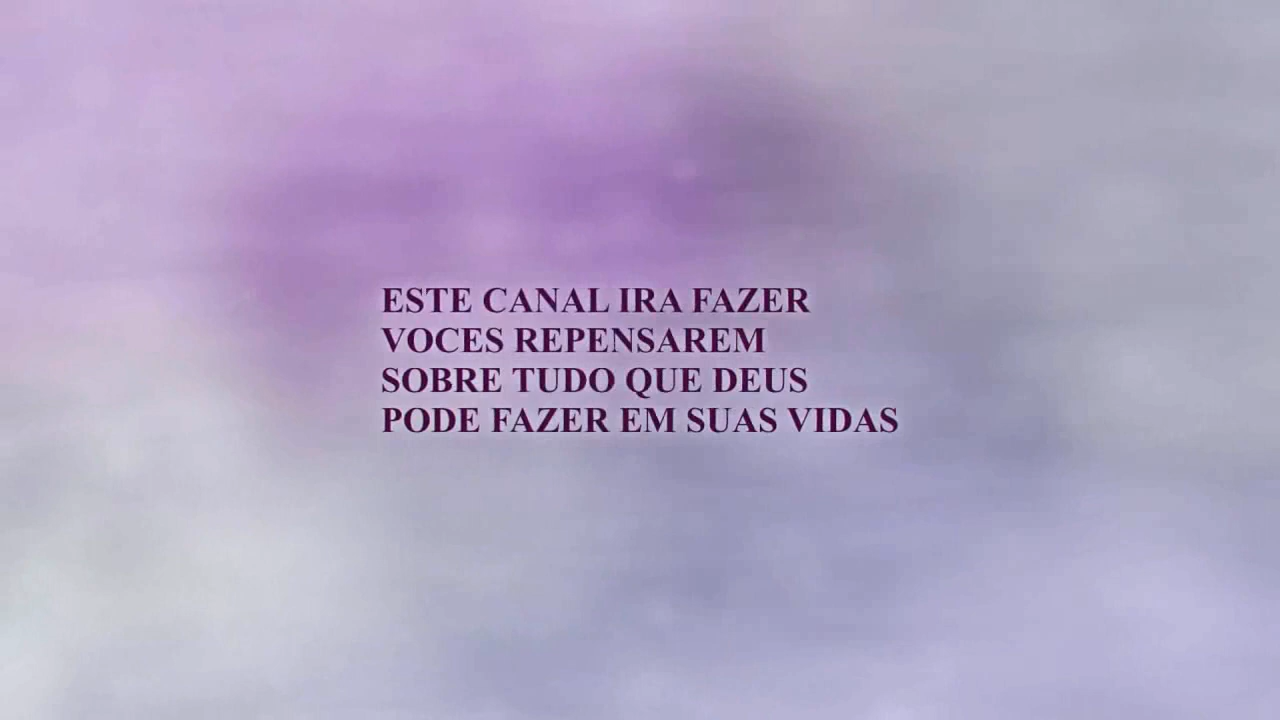 ESTE CANAL IRA FAZER
VOCES REPENSAREM
SOBRE TUDO QUE DEUS
PODE FAZER EM SUAS VIDAS